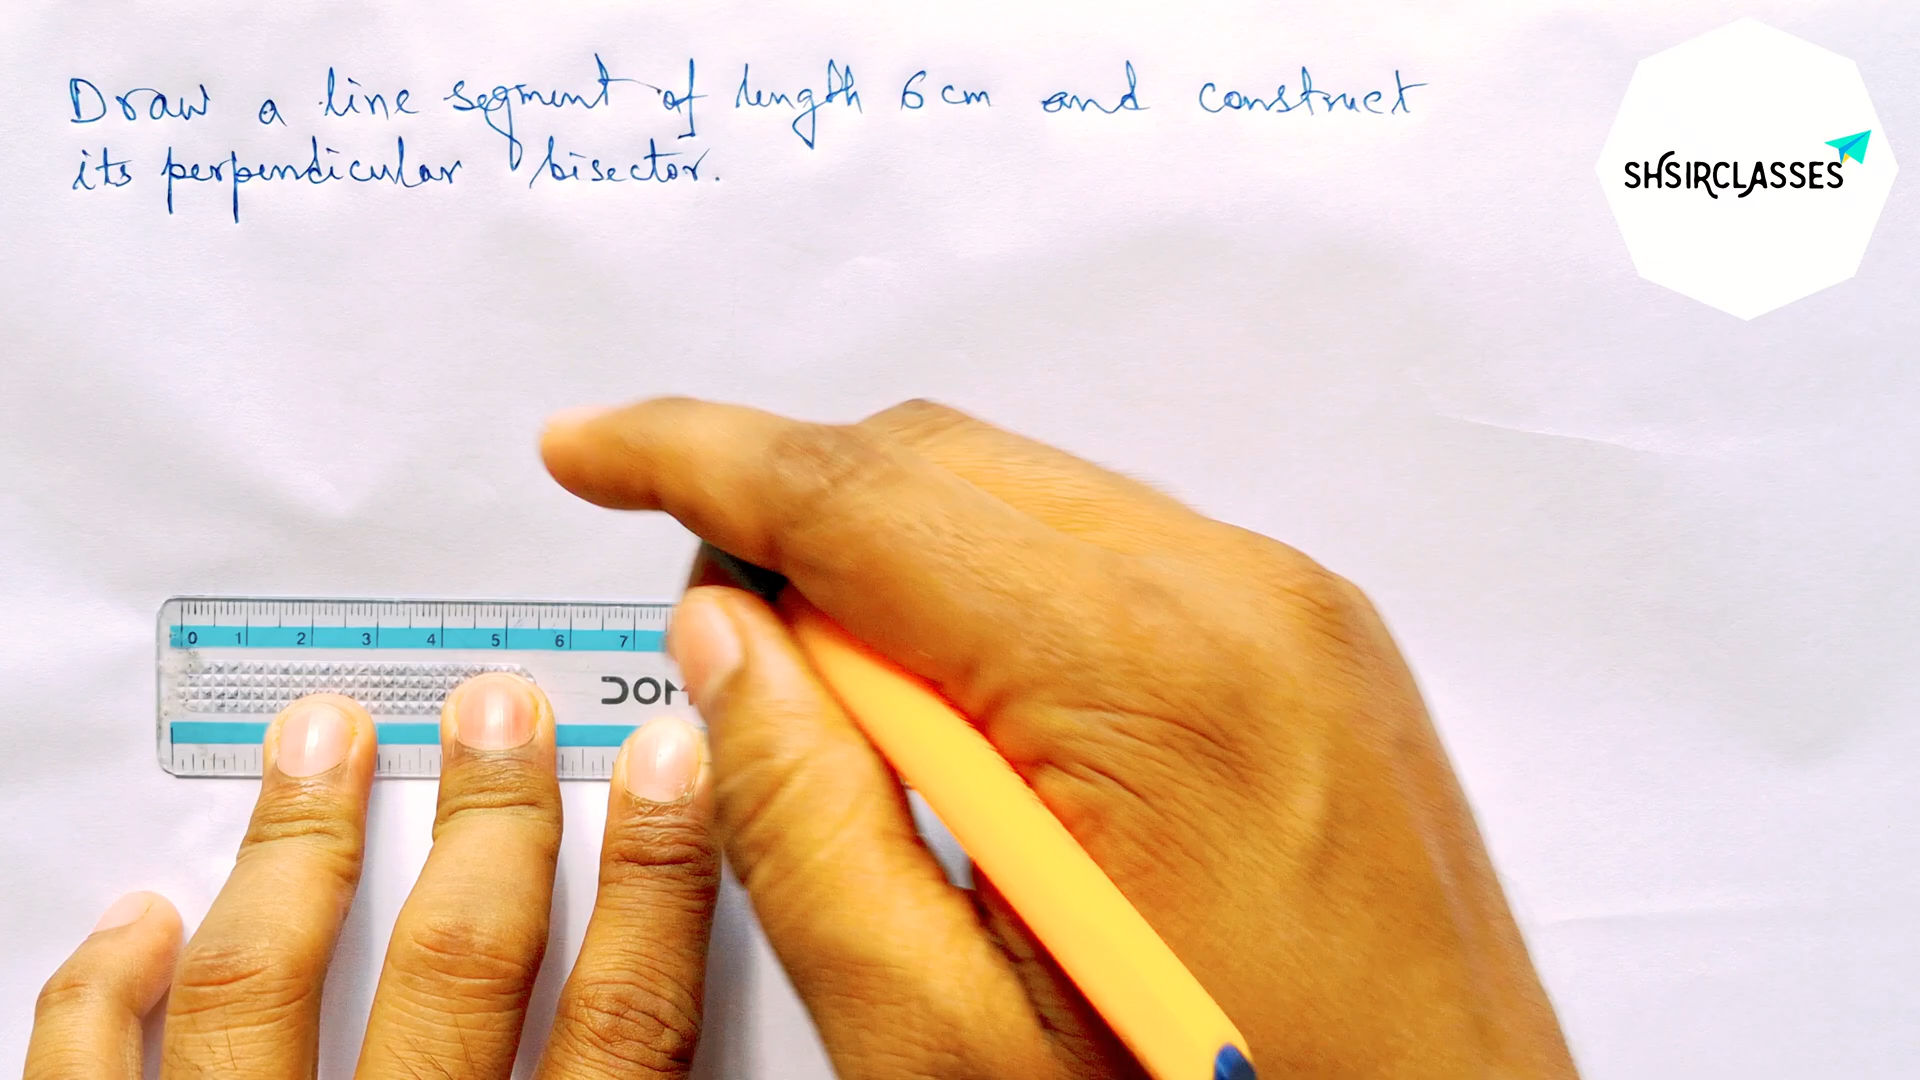 Draw a line segment of length 6 cm and construct
its perpendicular bisector.
SHSIRCLASSES
0 1 2 3 4 5 6 7